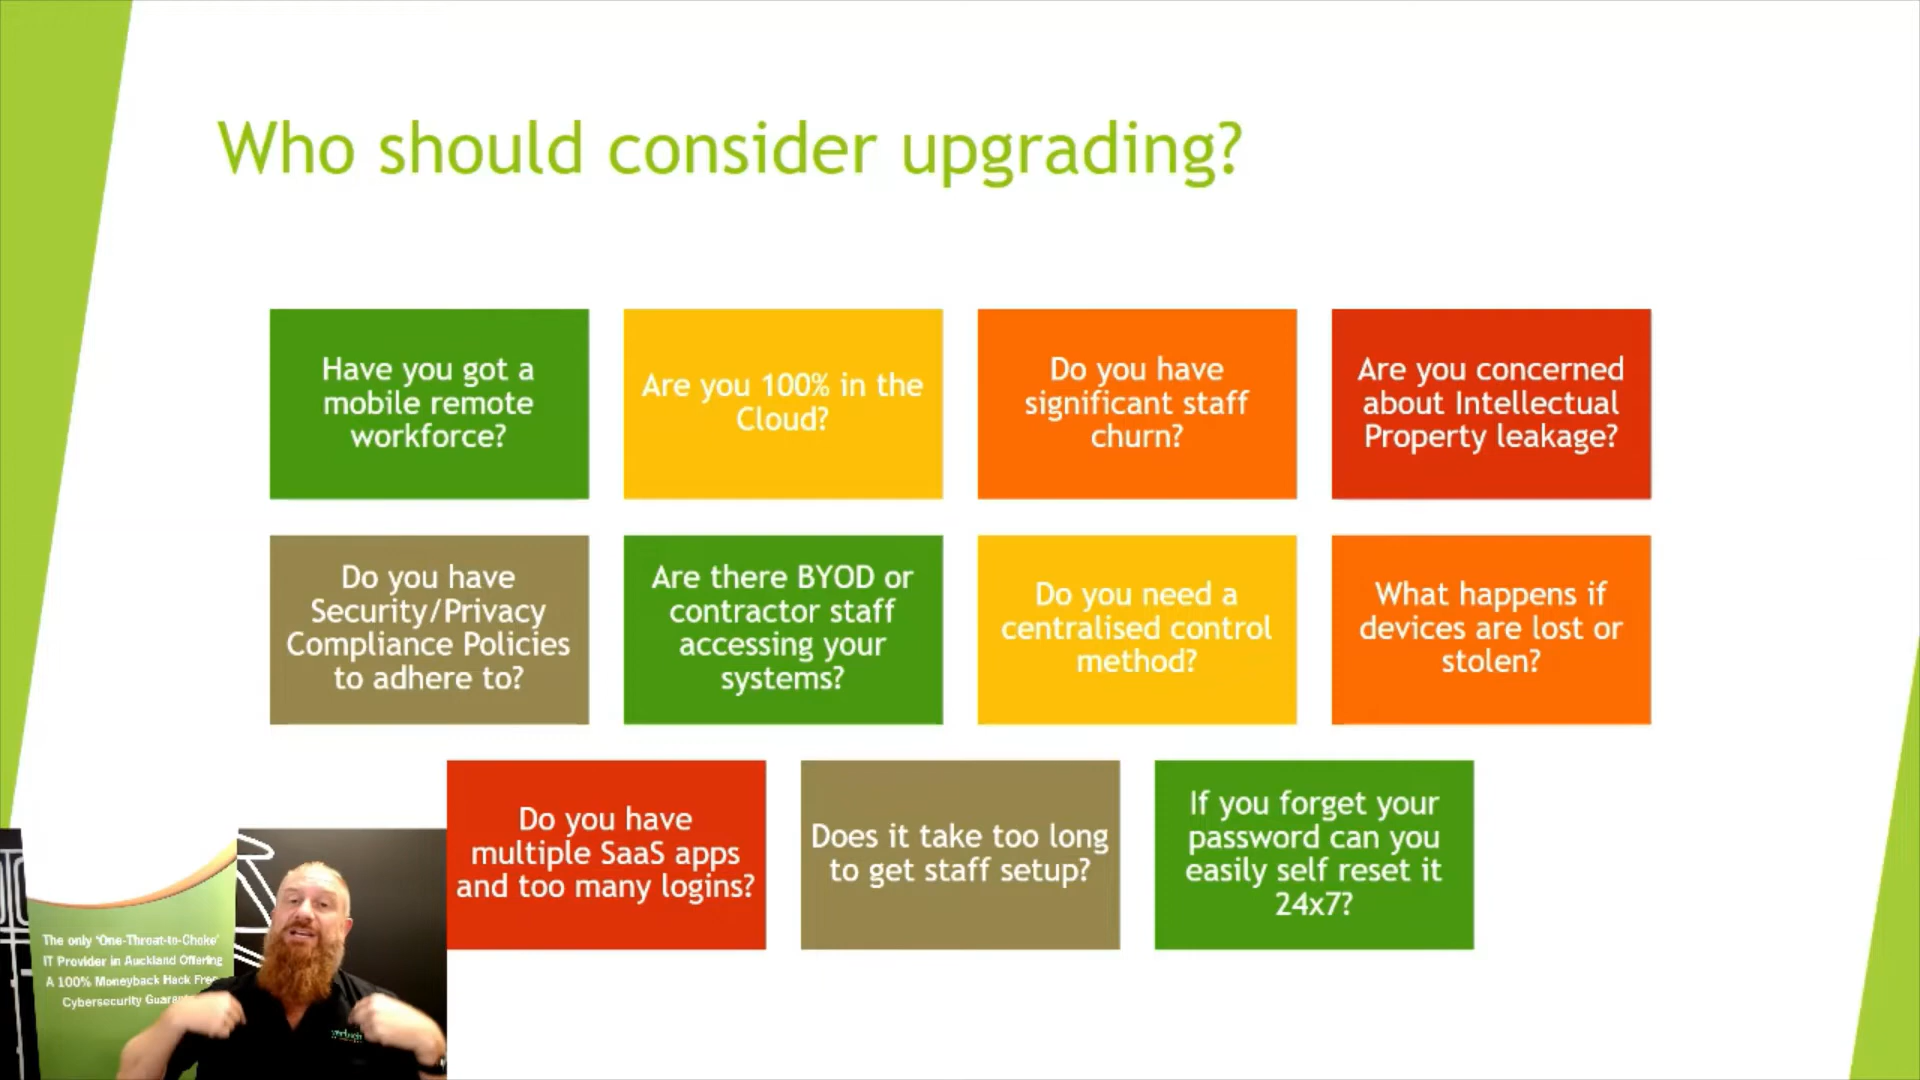 Who should consider upgrading?
Have you got a
mobile remote
workforce?
Are you 100% in the
Cloud?
Do you have
significant staff
churn?
Are you concerned
about Intellectual
Property leakage?
Do you have
Security/Privacy
Compliance Policies
to adhere to?
Are there BYOD or
contractor staff
accessing your
systems?
Do you need a
centralised control
method?
What happens if
devices are lost or
stolen?
Do you have
multiple SaaS apps
and too many logins?
Does it take too long
to get staff setup?
If you forget your
password can you
easily self reset it
24x7?
The only 'One-Throat-to-Choke'
IT Provider in Auckland Offering
A 100% Moneyback Hack Free
Cybersecurity